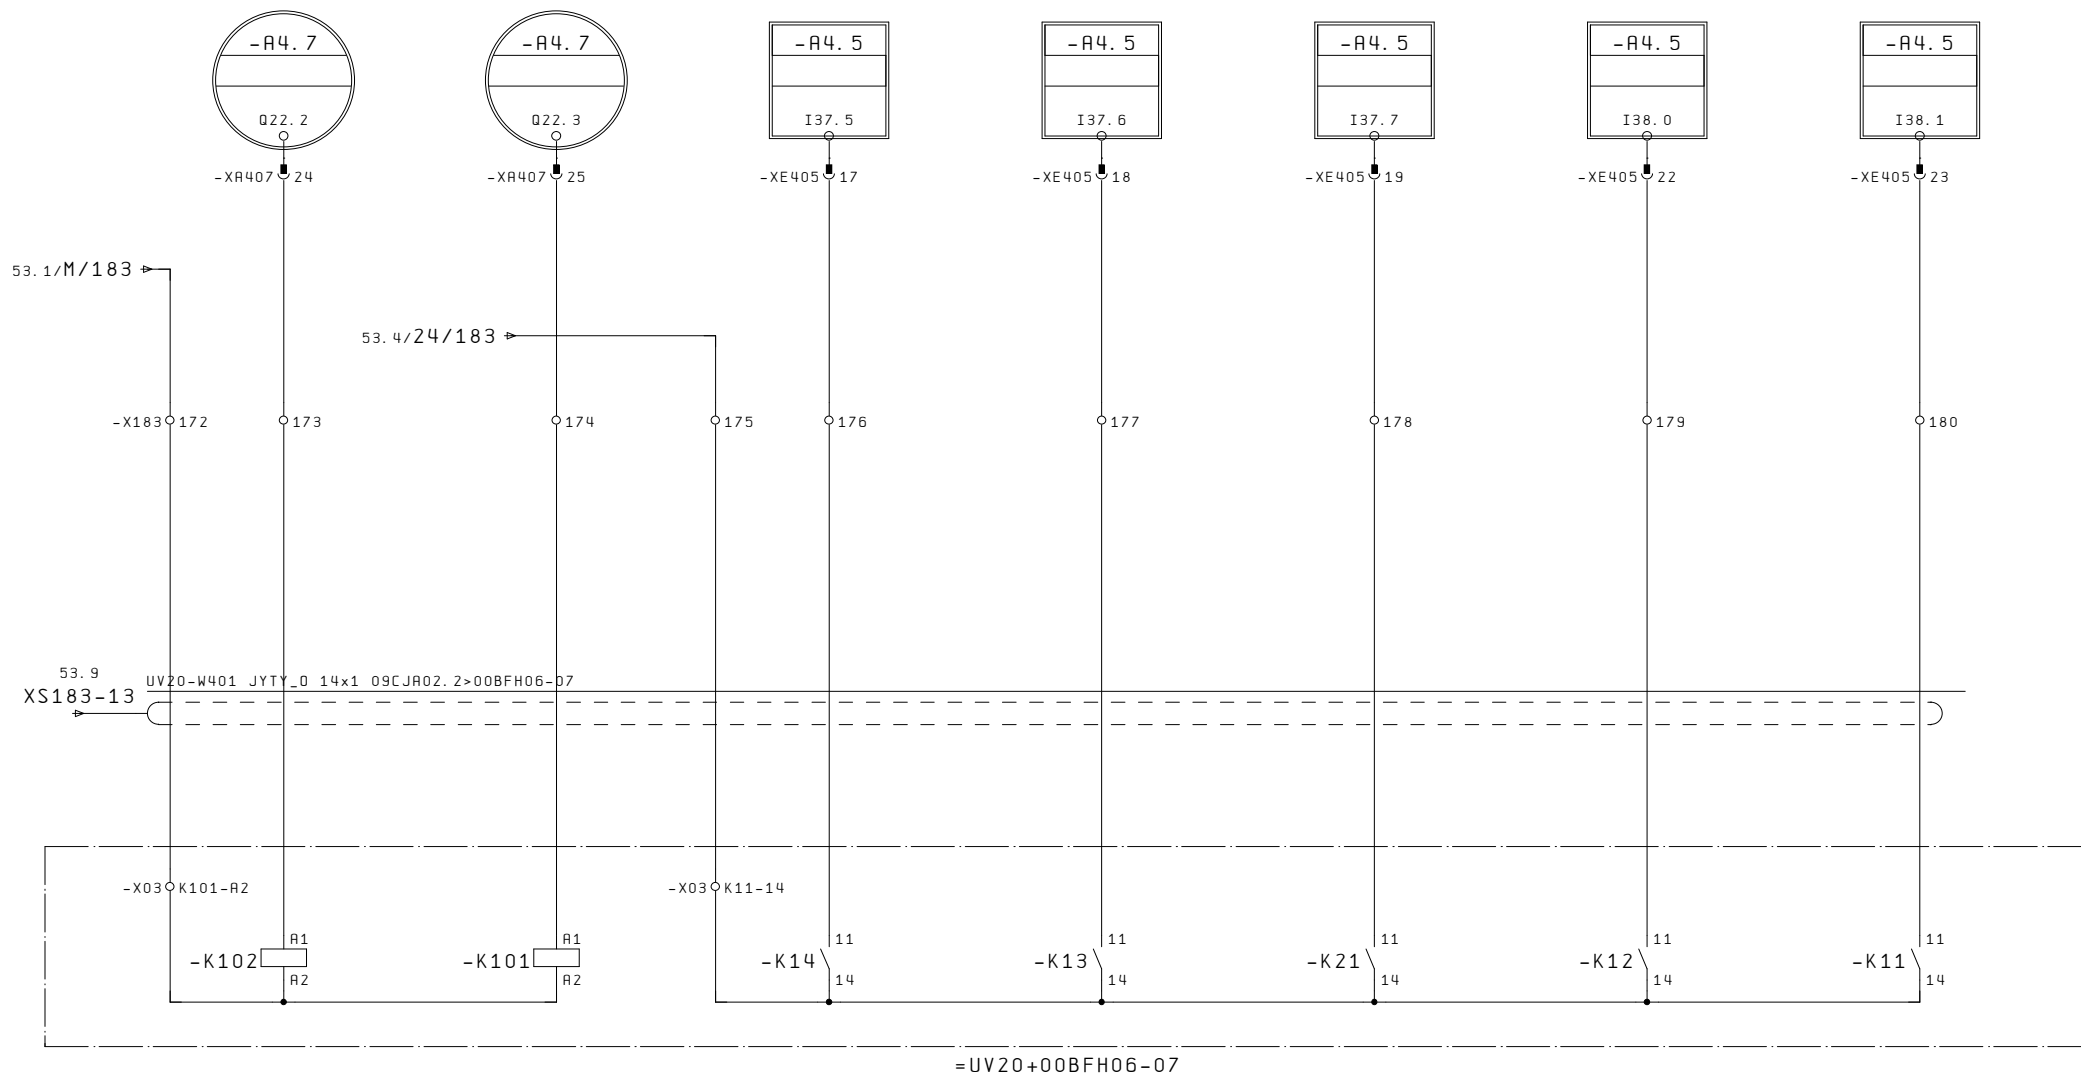 -A4.7 -A4.7 -A4.5 -A4.5 -A4.5 -A4.5 -A4.5
Q22.2 Q22.3 I37.5 I37.6 I37.7 I38.0 I38.1
-XA407 24 -XA407 25 -XE405 17 -XE405 18 -XE405 19 -XE405 22 -XE405 23
53.1/M/183
53.4/24/183
-X183 172 173 174 175 176 177 178 179 180
53.9
UV20-W401 JYTY_O 14x1 09CJA02.2>00BFH06-07
XS183-13
-X03 K101-A2 -X03 K11-14
A1 A1 11 11 11 11 11
-K102 -K101 -K14 -K13 -K21 -K12 -K11
A2 A2 14 14 14 14 14
=UV20+00BFH06-07